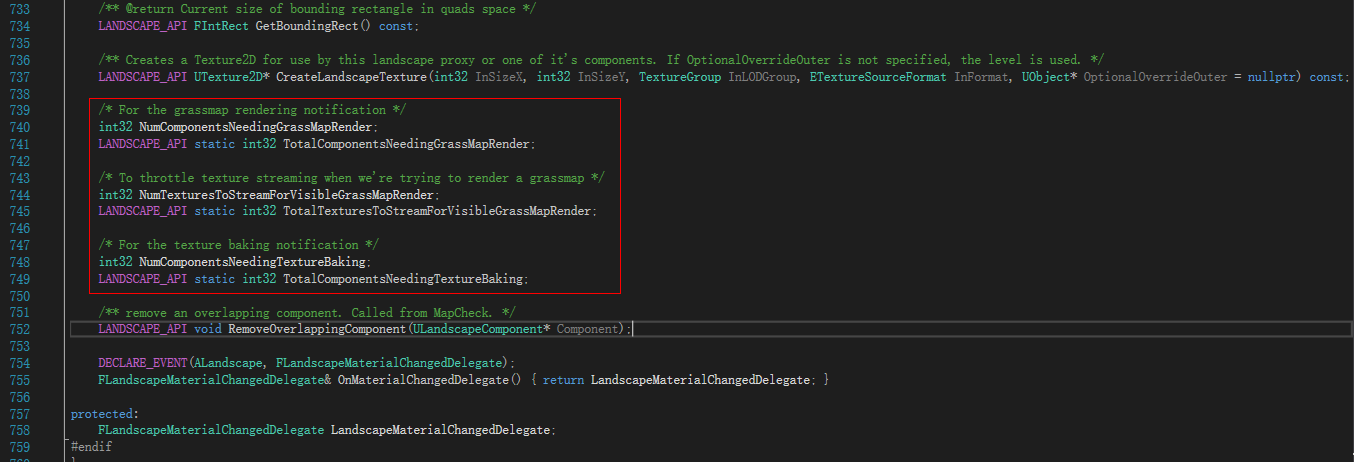 733 /** @return Current size of bounding rectangle in quads space */
734 LANDSCAPE_API FIntRect GetBoundingRect() const;
735
736 /** Creates a Texture2D for use by this landscape proxy or one of it's components. If OptionalOverrideOuter is not specified, the level is used. */
737 LANDSCAPE_API UTexture2D* CreateLandscapeTexture(int32 InSizeX, int32 InSizeY, TextureGroup InLODGroup, ETextureSourceFormat InFormat, UObject* OptionalOverrideOuter = nullptr) const;
738
739 /* For the grassmap rendering notification */
740 int32 NumComponentsNeedingGrassMapRender;
741 LANDSCAPE_API static int32 TotalComponentsNeedingGrassMapRender;
742
743 /* To throttle texture streaming when we're trying to render a grassmap */
744 int32 NumTexturesToStreamForVisibleGrassMapRender;
745 LANDSCAPE_API static int32 TotalTexturesToStreamForVisibleGrassMapRender;
746
747 /* For the texture baking notification */
748 int32 NumComponentsNeedingTextureBaking;
749 LANDSCAPE_API static int32 TotalComponentsNeedingTextureBaking;
750
751 /** remove an overlapping component. Called from MapCheck. */
752 LANDSCAPE_API void RemoveOverlappingComponent(ULandscapeComponent* Component);
753
754 DECLARE_EVENT(ALandscape, FLandscapeMaterialChangedDelegate);
755 FLandscapeMaterialChangedDelegate& OnMaterialChangedDelegate() { return LandscapeMaterialChangedDelegate; }
756
757 protected:
758 FLandscapeMaterialChangedDelegate LandscapeMaterialChangedDelegate;
759 #endif